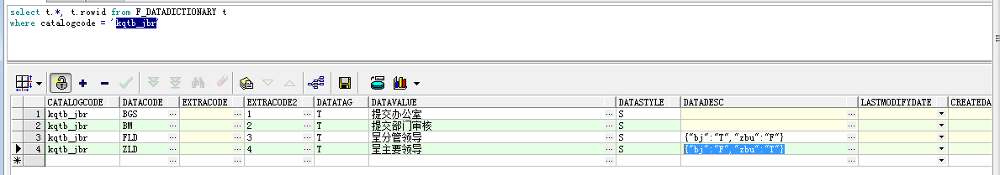 select t.*, t.rowid from F_DATADICTIONARY t
where catalogcode = 'kqtb_jbr'
CATALOGCODE DATACODE EXTRACODE EXTRACODE2 DATATAG DATAVALUE DATASTYLE DATADESC LASTMODIFYDATE CREATEDA
1 kqtb_jbr BGS 1 T 提交办公室 S
2 kqtb_jbr BM 2 T 提交部门审核 S
3 kqtb_jbr FLD 3 T 呈分管领导 S {"bj":"T","zbu":"F"}
4 kqtb_jbr ZLD 4 T 呈主要领导 S {"bj":"F","zbu":"T"}